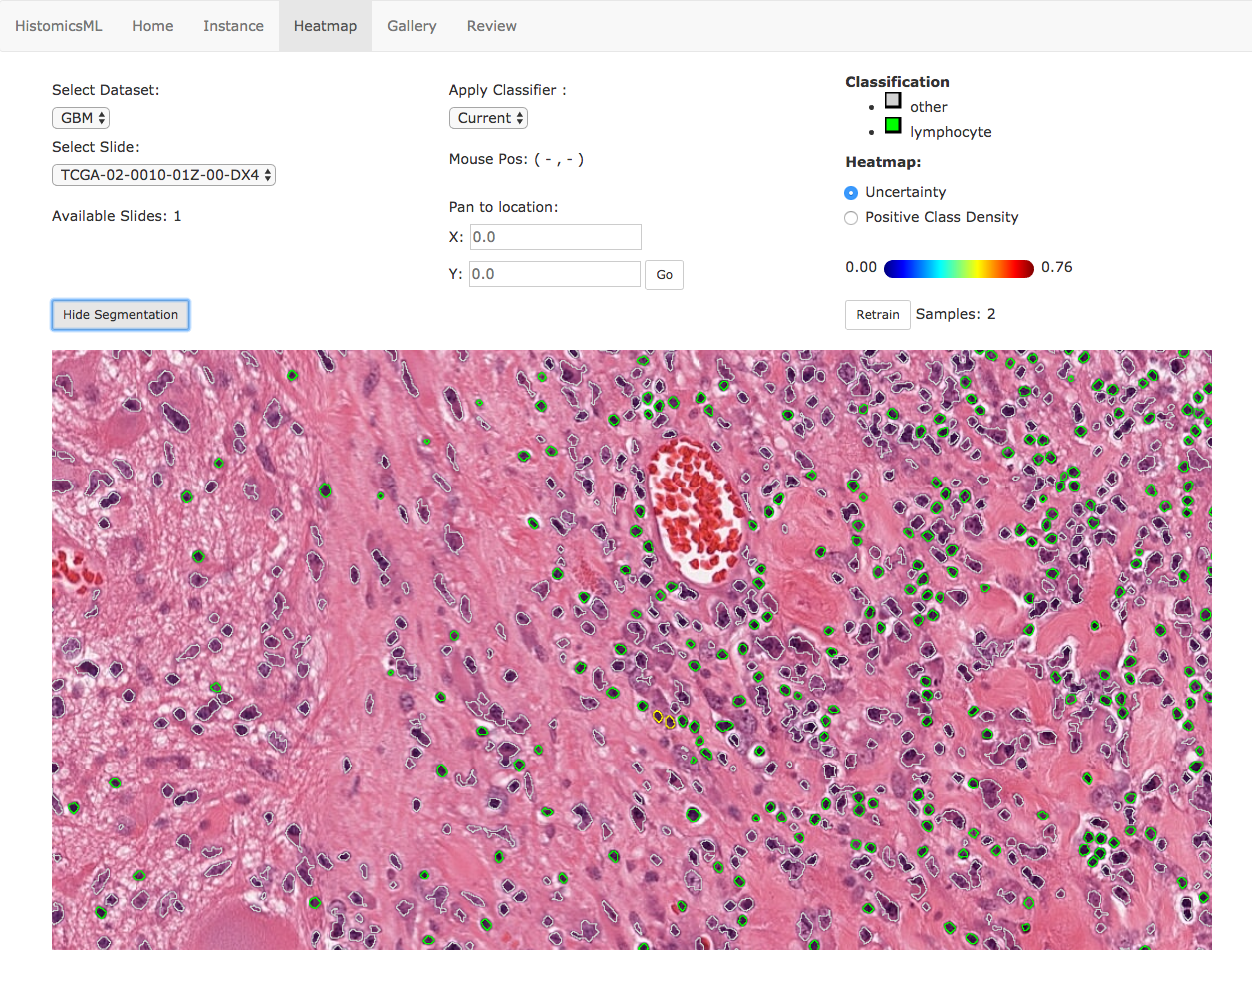 HistomicsML Home Instance Heatmap Gallery Review
Select Dataset:
GBM
Select Slide:
TCGA-02-0010-01Z-00-DX4
Available Slides: 1
Hide Segmentation
Apply Classifier :
Current
Mouse Pos: ( - , - )
Pan to location:
X: 0.0
Y: 0.0 Go
Classification
other
lymphocyte
Heatmap:
Uncertainty
Positive Class Density
0.00 0.76
Retrain Samples: 2